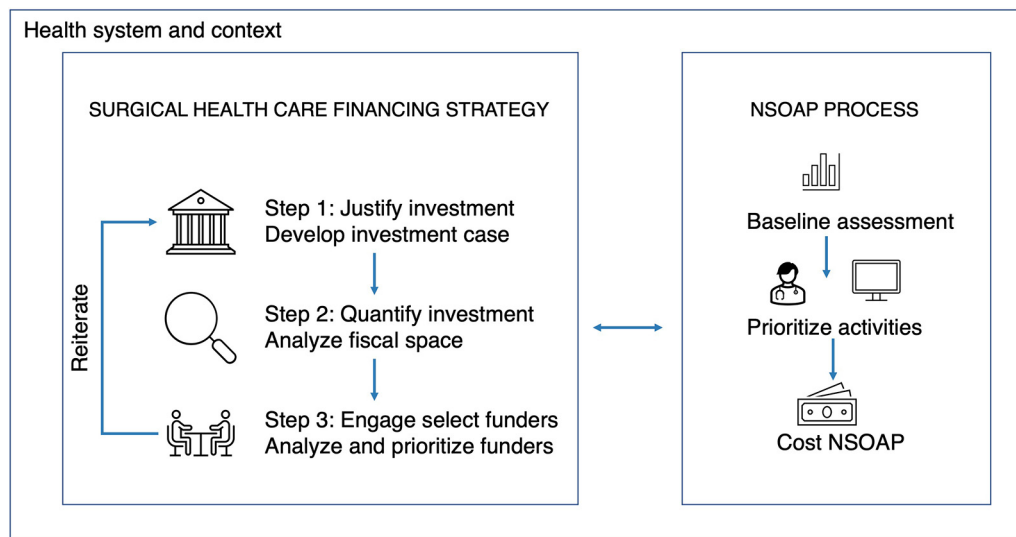 Health system and context
SURGICAL HEALTH CARE FINANCING STRATEGY
Step 1: Justify investment
Develop investment case
Step 2: Quantify investment
Analyze fiscal space
Step 3: Engage select funders
Analyze and prioritize funders
Reiterate
NSOAP PROCESS
Baseline assessment
Prioritize activities
Cost NSOAP